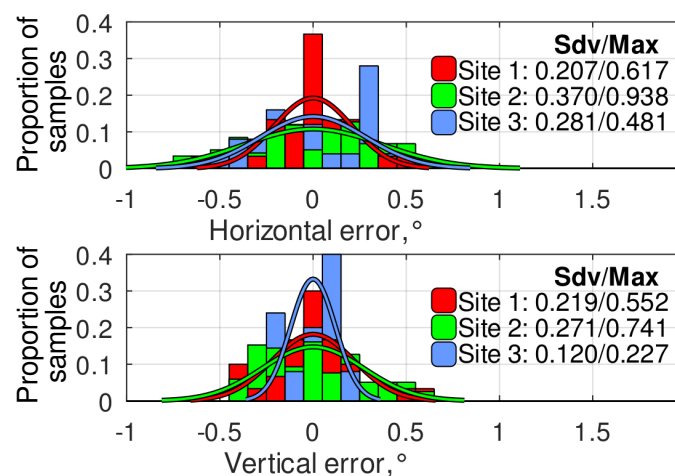 Proportion of
samples
0.4
0.3
0.2
0.1
0
-1
-0.5
0
0.5
1
1.5
Horizontal error,°
Sdv/Max
Site 1: 0.207/0.617
Site 2: 0.370/0.938
Site 3: 0.281/0.481
Proportion of
samples
0.4
0.3
0.2
0.1
0
-1
-0.5
0
0.5
1
1.5
Vertical error,°
Sdv/Max
Site 1: 0.219/0.552
Site 2: 0.271/0.741
Site 3: 0.120/0.227